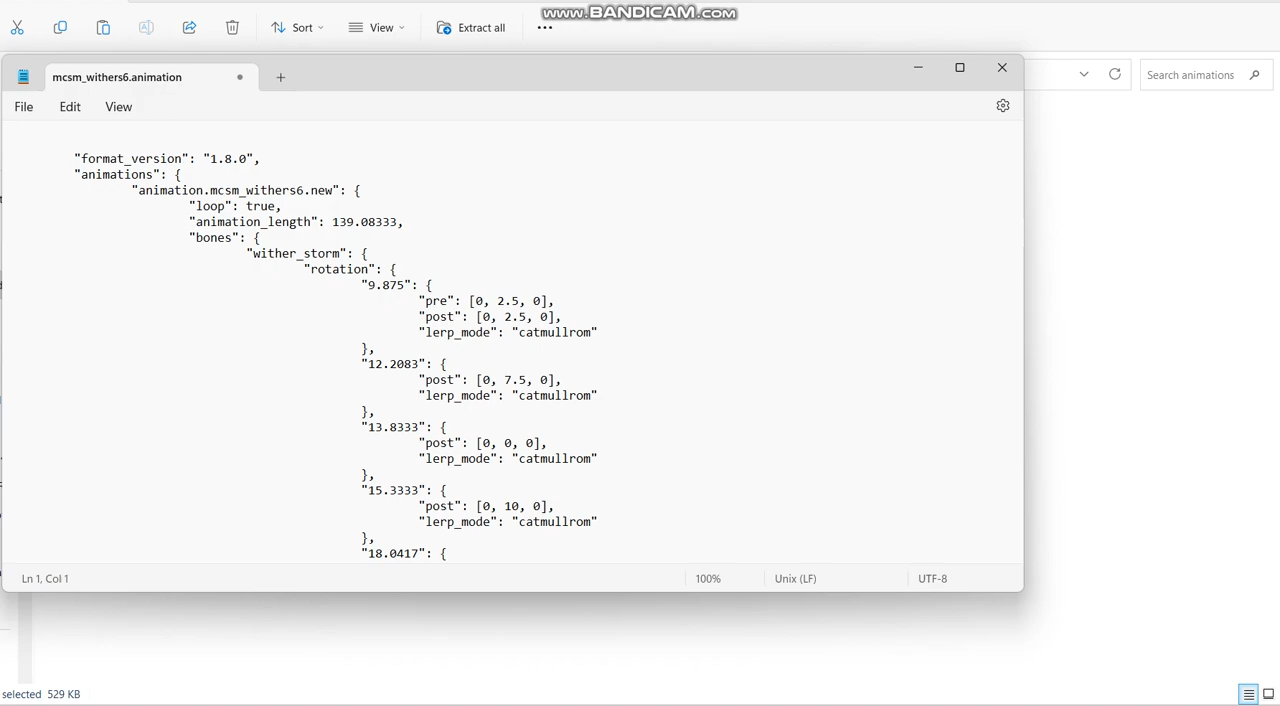 www.BANDICAM.com
Sort
View
Extract all
mcsm_withers6.animation
Search animations
File
Edit
View
"format_version": "1.8.0",
"animations": {
"animation.mcsm_withers6.new": {
"loop": true,
"animation_length": 139.08333,
"bones": {
"wither_storm": {
"rotation": {
"9.875": {
"pre": [0, 2.5, 0],
"post": [0, 2.5, 0],
"lerp_mode": "catmullrom"
},
"12.2083": {
"post": [0, 7.5, 0],
"lerp_mode": "catmullrom"
},
"13.8333": {
"post": [0, 0, 0],
"lerp_mode": "catmullrom"
},
"15.3333": {
"post": [0, 10, 0],
"lerp_mode": "catmullrom"
},
"18.0417": {
Ln 1, Col 1
100%
Unix (LF)
UTF-8
selected 529 KB